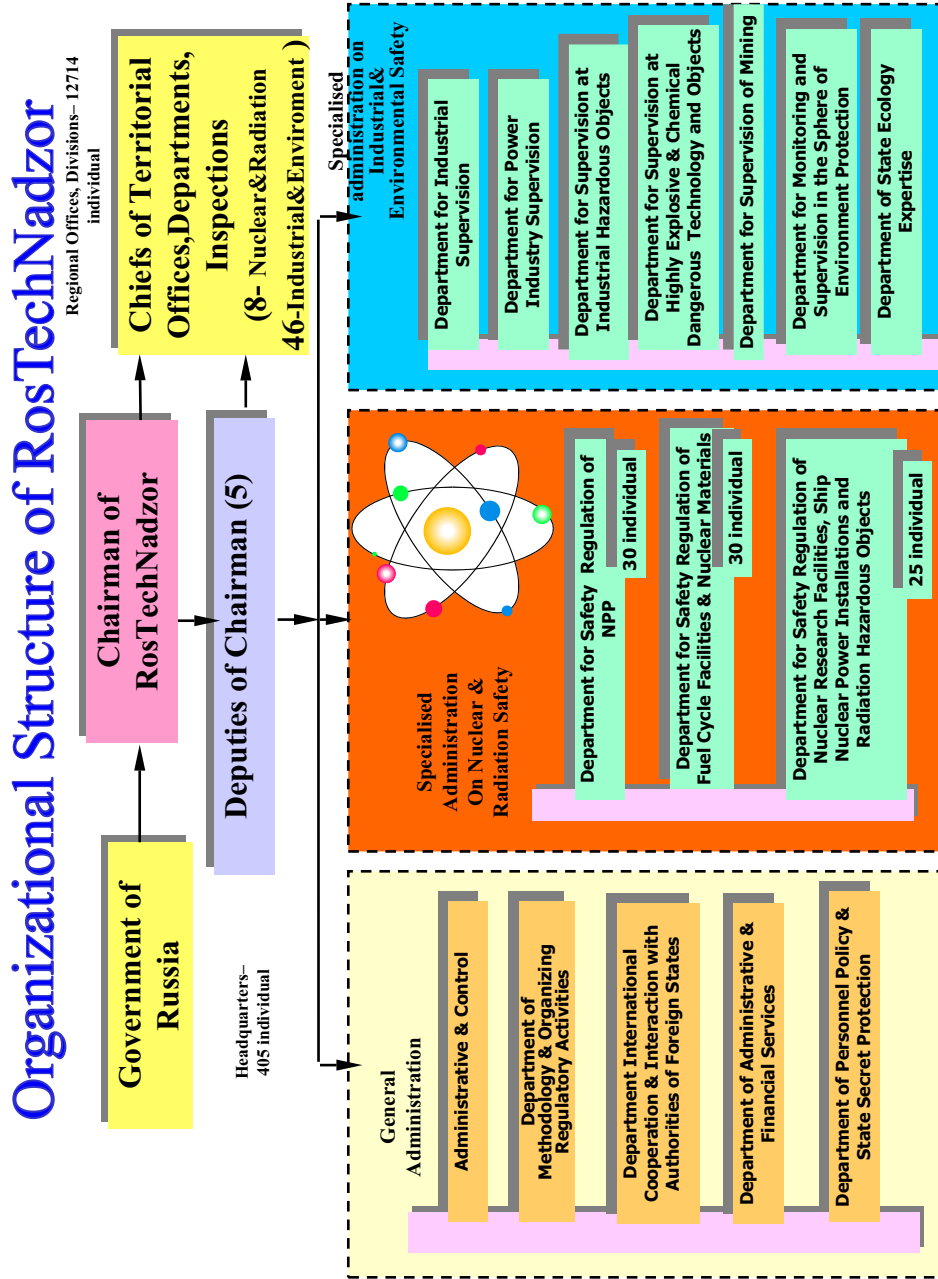 Organizational Structure of RosTechNadzor
Government of
Russia
Chairman of
RosTechNadzor
Regional Offices, Divisions– 12714
individual
Chiefs of Territorial
Offices,Departments,
Inspections
(8- Nuclear&Radiation
46-Industrial&Enviroment )
Deputies of Chairman (5)
Headquarters–
405 individual
General
Administration
Administrative & Control
Department of
Methodology & Organizing
Regulatory Activities
Department International
Cooperation & Interaction with
Authorities of Foreign States
Department of Administrative &
Financial Services
Department of Personnel Policy &
State Secret Protection
Specialised
Administration
On Nuclear &
Radiation Safety
Department for Safety Regulation of
NPP
30 individual
Department for Safety Regulation of
Fuel Cycle Facilities & Nuclear Materials
30 individual
Department for Safety Regulation of
Nuclear Research Facilities, Ship
Nuclear Power Installations and
Radiation Hazardous Objects
25 individual
Specialised
administration on
Industrial&
Environmental Safety
Department for Industrial
Supervision
Department for Power
Industry Supervision
Department for Supervision at
Industrial Hazardous Objects
Department for Supervision at
Highly Explosive & Chemical
Dangerous Technology and Objects
Department for Supervision of Mining
Department for Monitoring and
Supervision in the Sphere of
Environment Protection
Department of State Ecology
Expertise